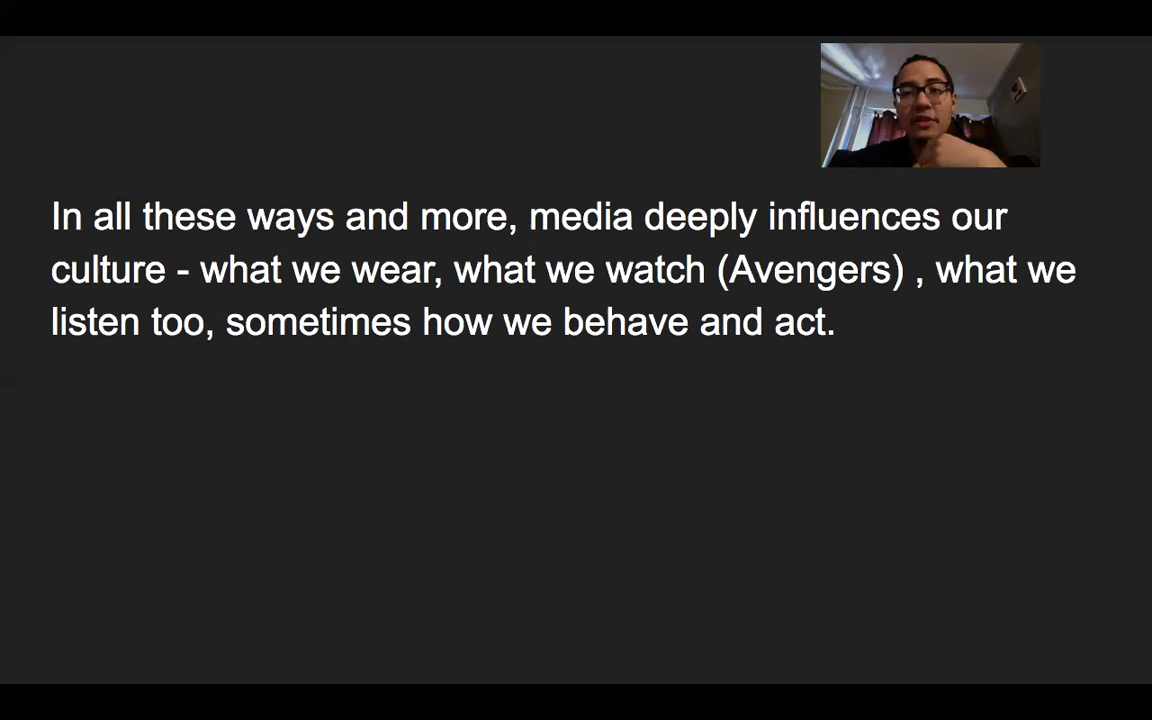 In all these ways and more, media deeply influences our
culture - what we wear, what we watch (Avengers) , what we
listen too, sometimes how we behave and act.